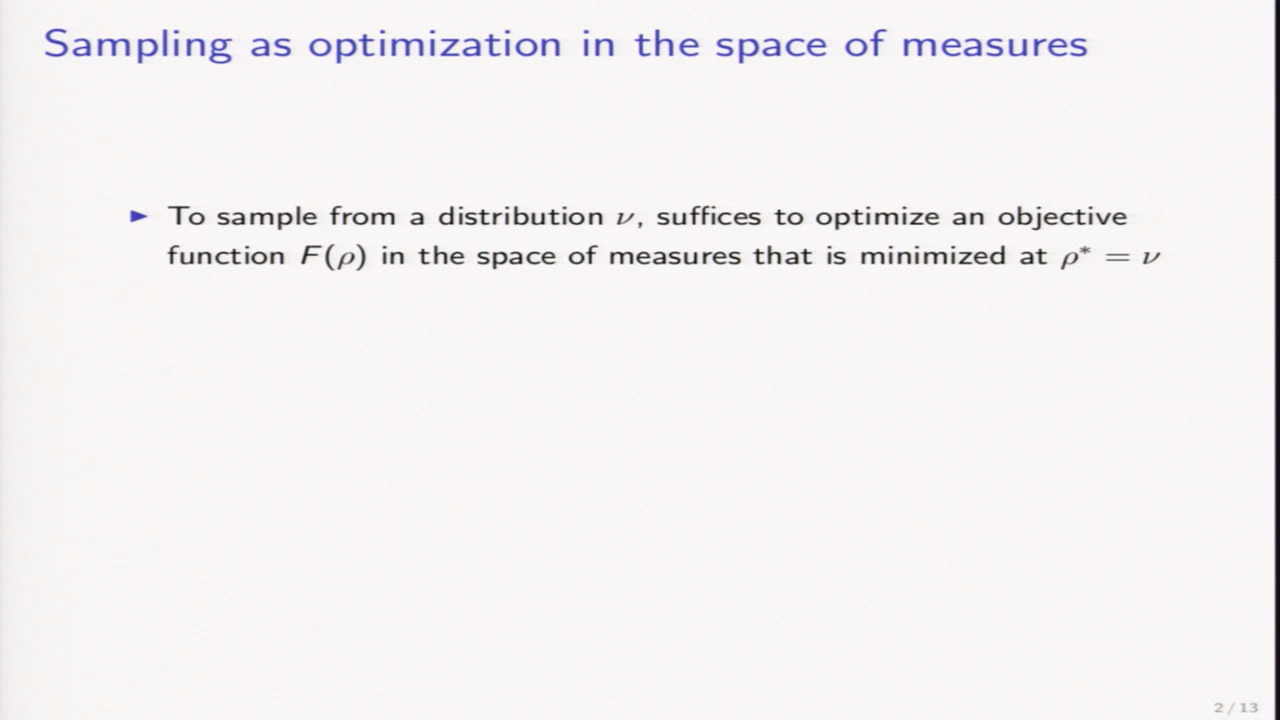 Sampling as optimization in the space of measures
► To sample from a distribution ν, suffices to optimize an objective
function F(ρ) in the space of measures that is minimized at ρ* = ν
2 / 13